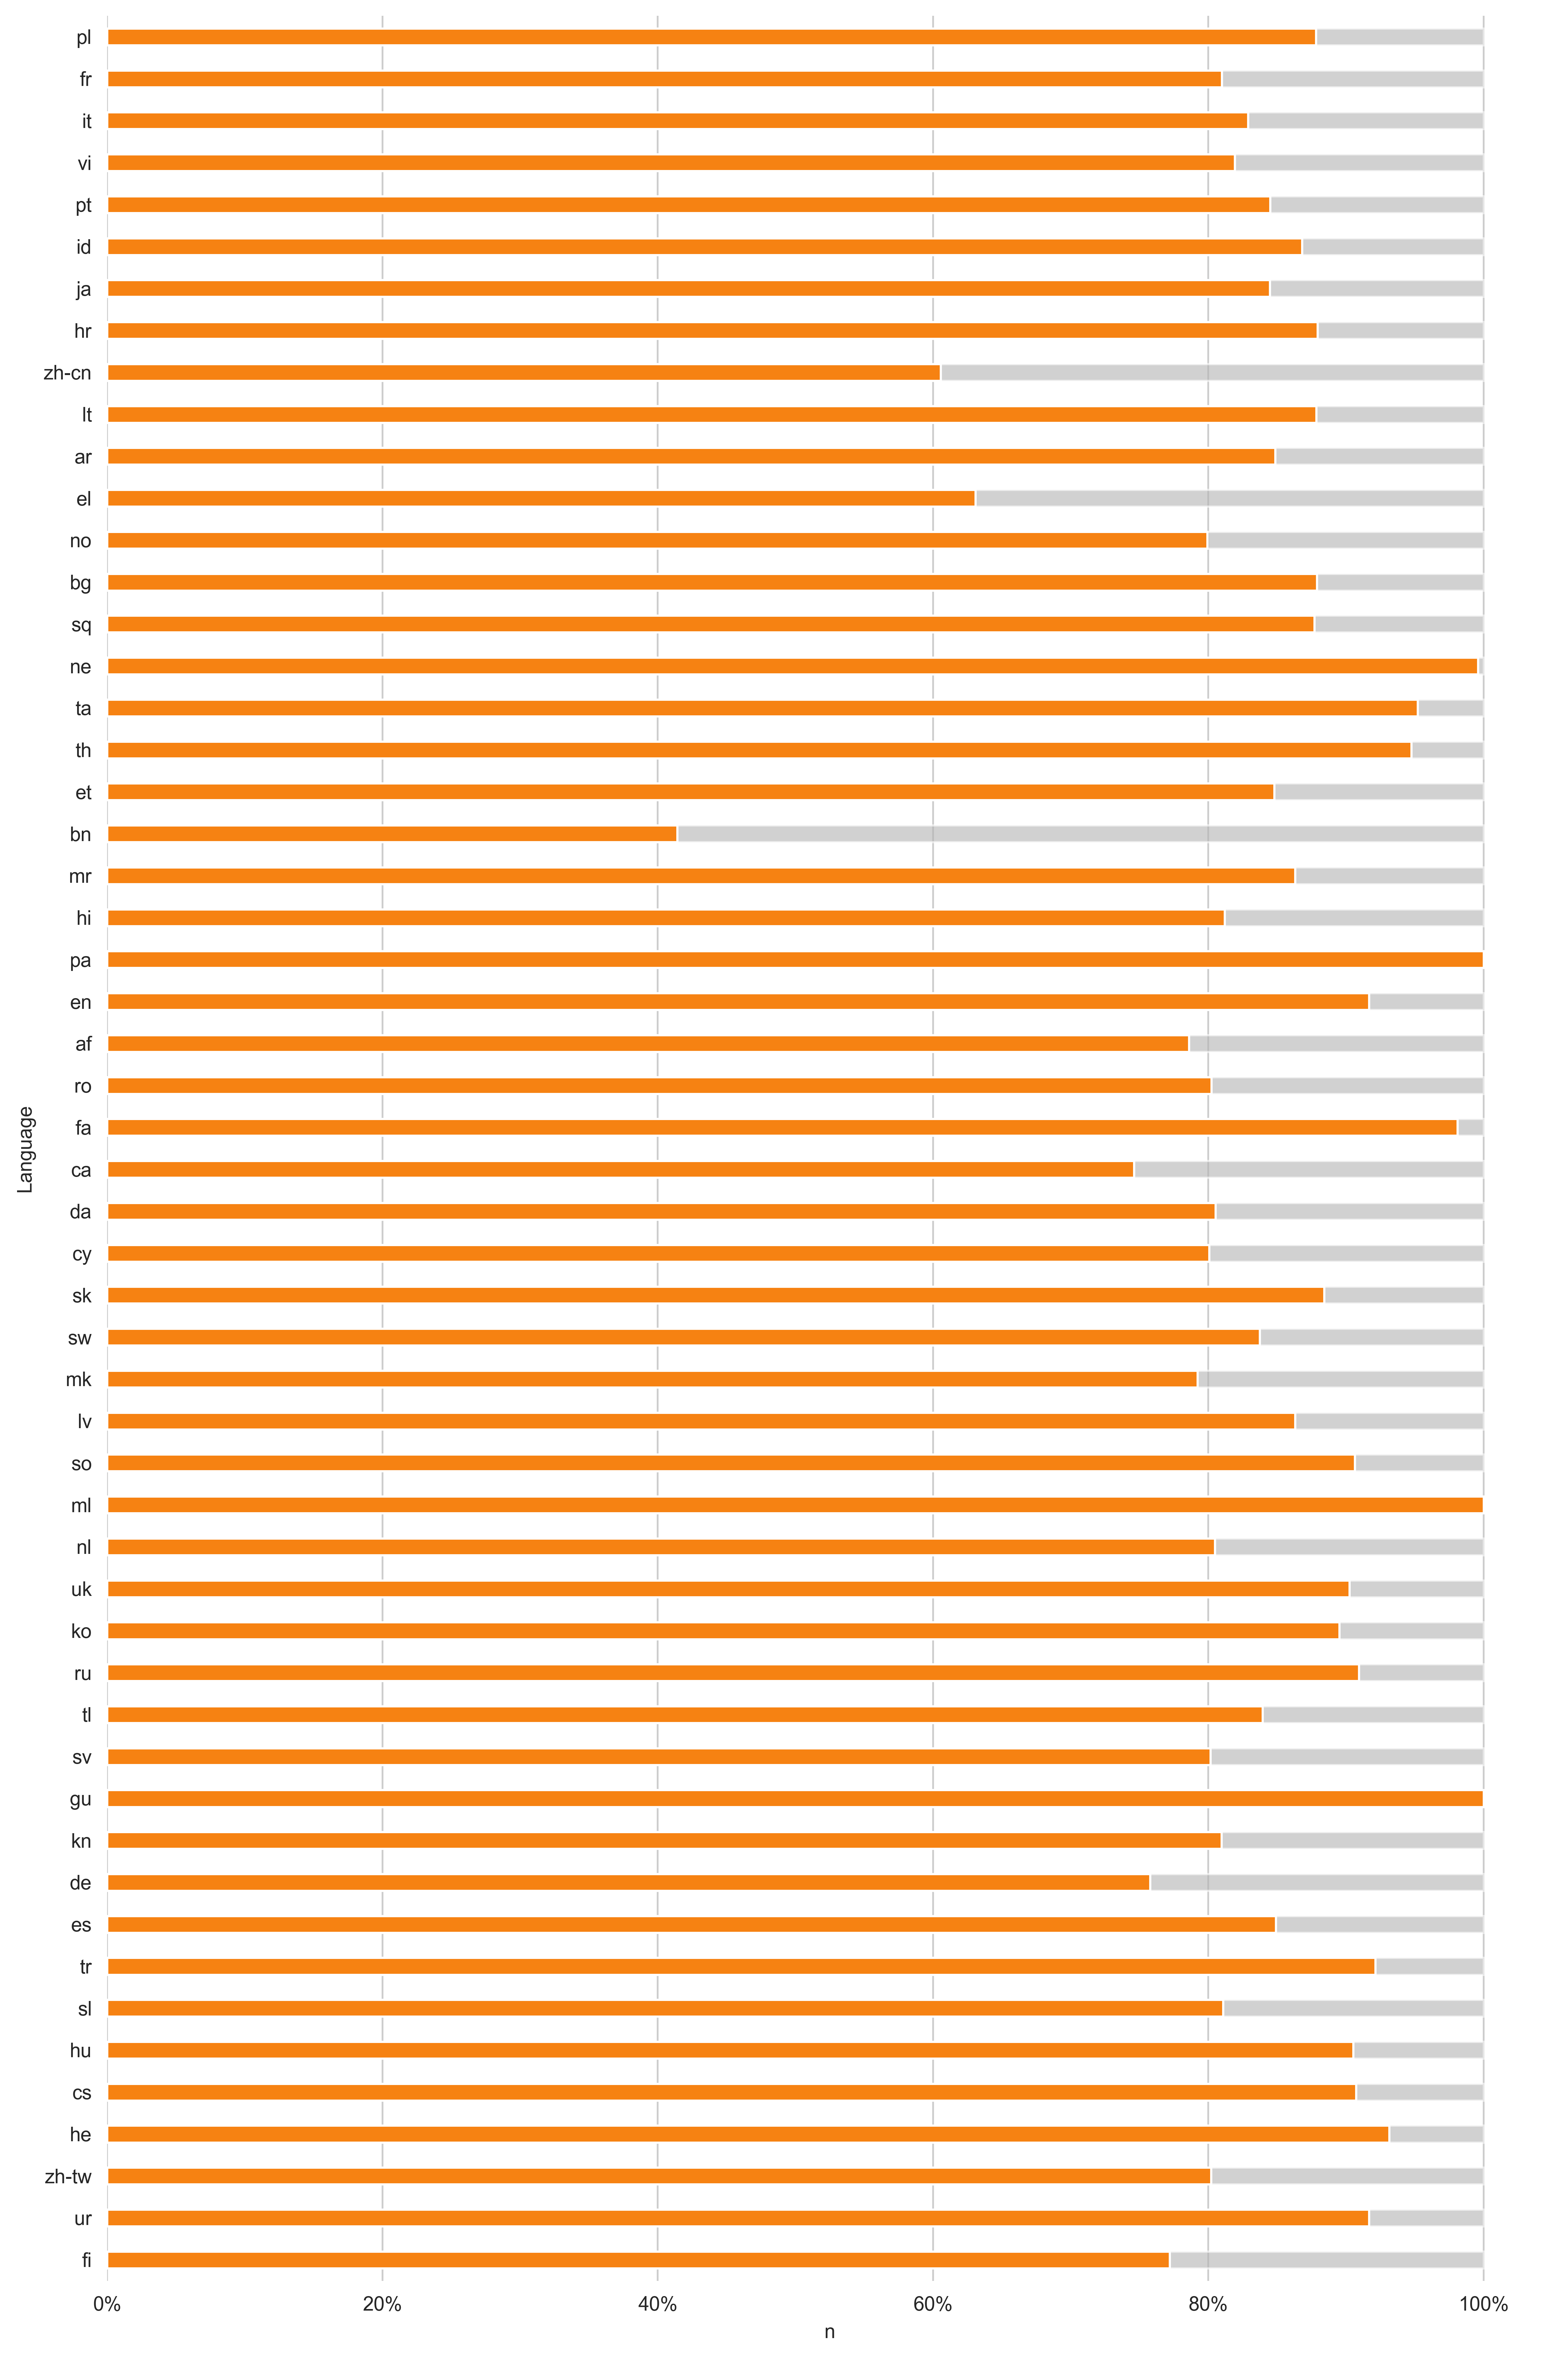 pl
fr
it
vi
pt
id
ja
hr
zh-cn
lt
ar
el
no
bg
sq
ne
ta
th
et
bn
mr
hi
pa
en
af
ro
fa
ca
da
cy
sk
sw
mk
lv
so
ml
nl
uk
ko
ru
tl
sv
gu
kn
de
es
tr
sl
hu
cs
he
zh-tw
ur
fi
Language
0% 20% 40% 60% 80% 100%
n